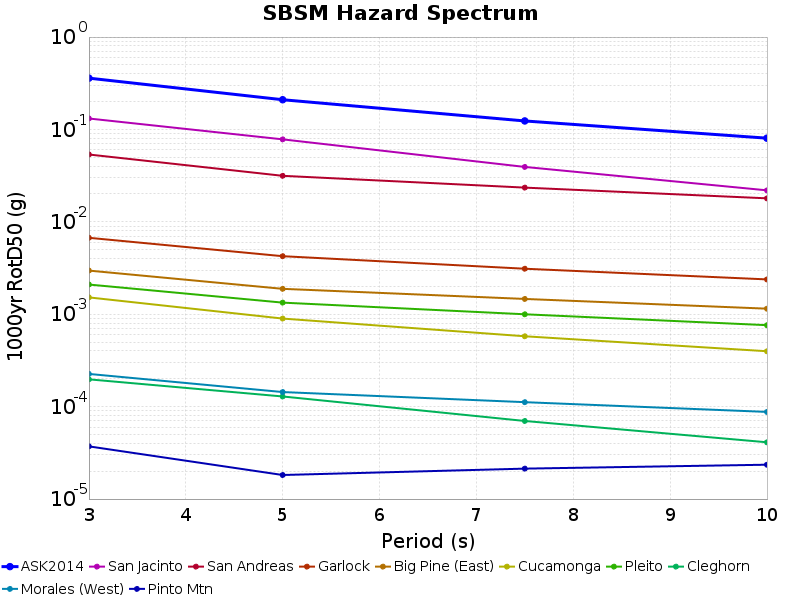 SBSM Hazard Spectrum
10^0
10^-1
10^-2
10^-3
10^-4
10^-5
1000yr RotD50 (g)
3 4 5 6 7 8 9 10
Period (s)
ASK2014 San Jacinto San Andreas Garlock Big Pine (East) Cucamonga Pleito Cleghorn
Morales (West) Pinto Mtn